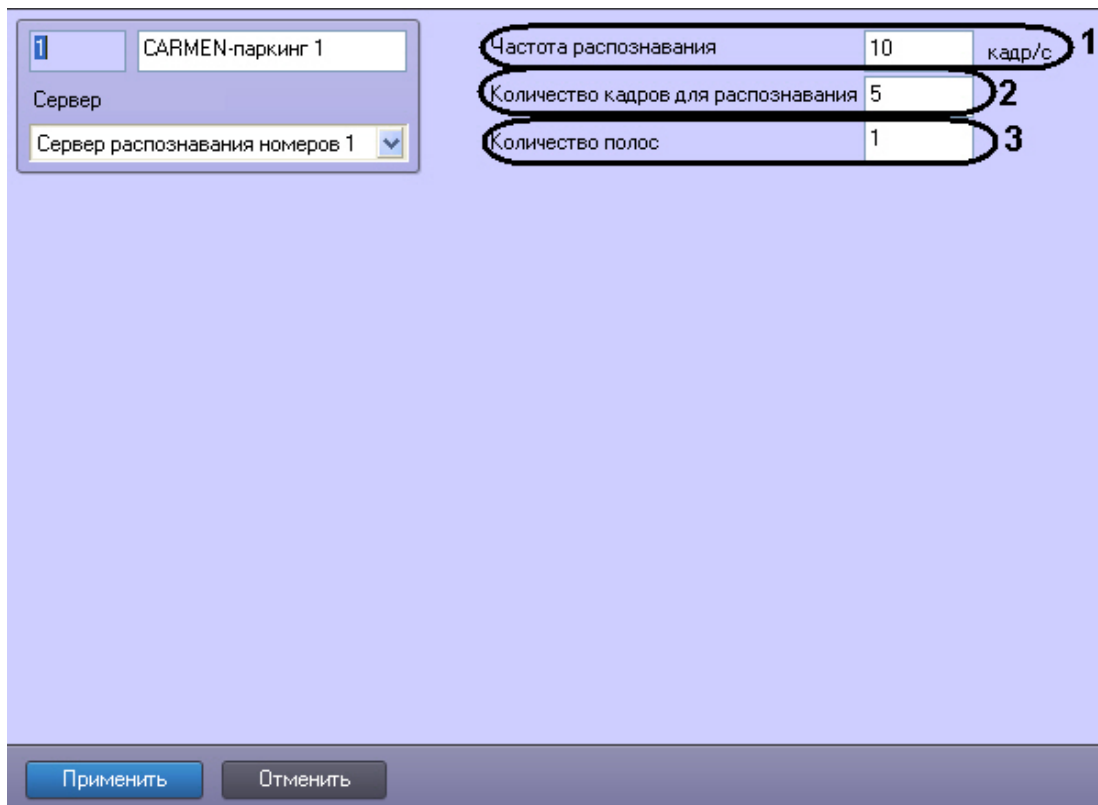 1 CARMEN-паркинг 1
Сервер
Сервер распознавания номеров 1
Частота распознавания 10 кадр/с 1
Количество кадров для распознавания 5 2
Количество полос 1 3
Применить Отменить